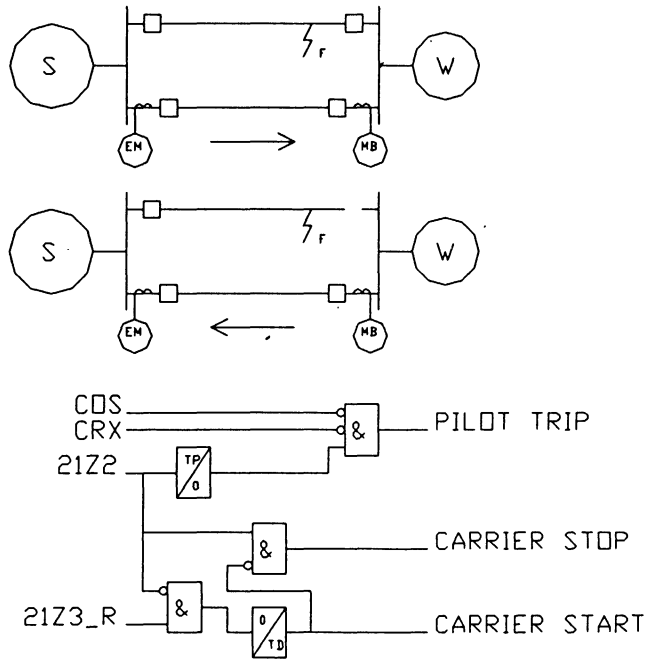 S
F
W
EM
MB
S
F
W
EM
MB
COS
CRX
&
PILOT TRIP
21Z2
TP
0
&
CARRIER STOP
21Z3_R
&
0
TD
CARRIER START